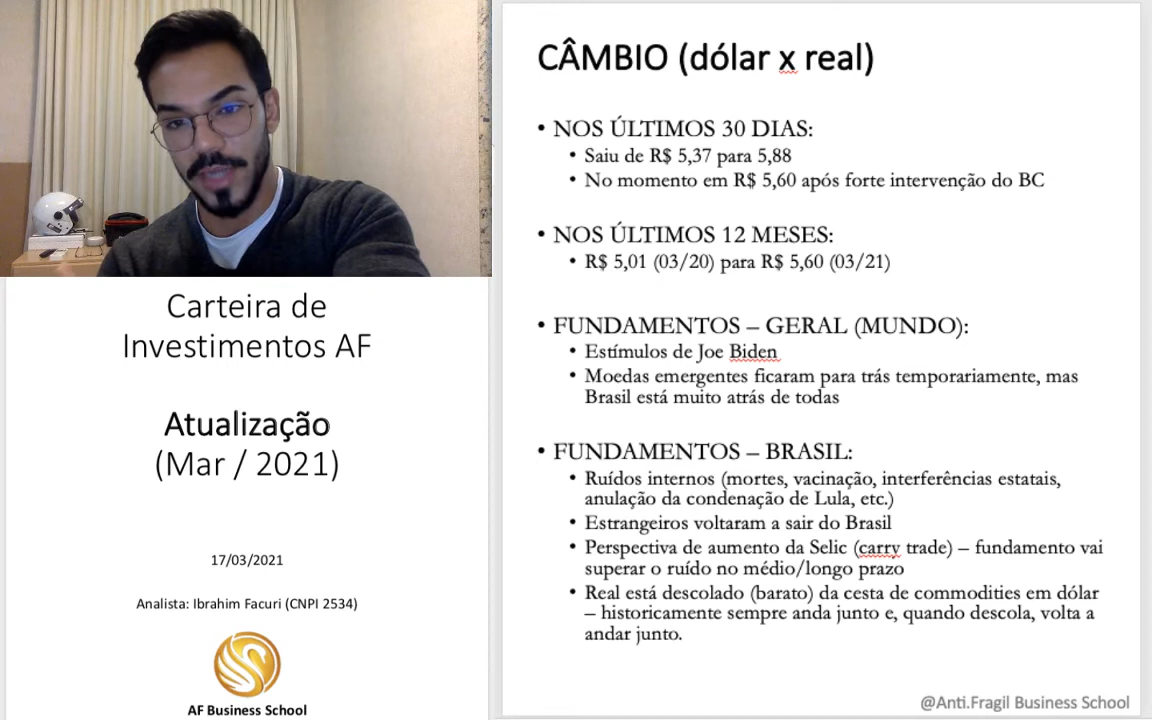 Carteira de
Investimentos AF
Atualização
(Mar / 2021)
17/03/2021
Analista: Ibrahim Facuri (CNPI 2534)
AF Business School
CÂMBIO (dólar x real)
• NOS ÚLTIMOS 30 DIAS:
• Saiu de R$ 5,37 para 5,88
• No momento em R$ 5,60 após forte intervenção do BC
• NOS ÚLTIMOS 12 MESES:
• R$ 5,01 (03/20) para R$ 5,60 (03/21)
• FUNDAMENTOS – GERAL (MUNDO):
• Estímulos de Joe Biden
• Moedas emergentes ficaram para trás temporariamente, mas
Brasil está muito atrás de todas
• FUNDAMENTOS – BRASIL:
• Ruídos internos (mortes, vacinação, interferências estatais,
anulação da condenação de Lula, etc.)
• Estrangeiros voltaram a sair do Brasil
• Perspectiva de aumento da Selic (carry trade) – fundamento vai
superar o ruído no médio/longo prazo
• Real está descolado (barato) da cesta de commodities em dólar
– historicamente sempre anda junto e, quando descola, volta a
andar junto.
@Anti.Fragil Business School